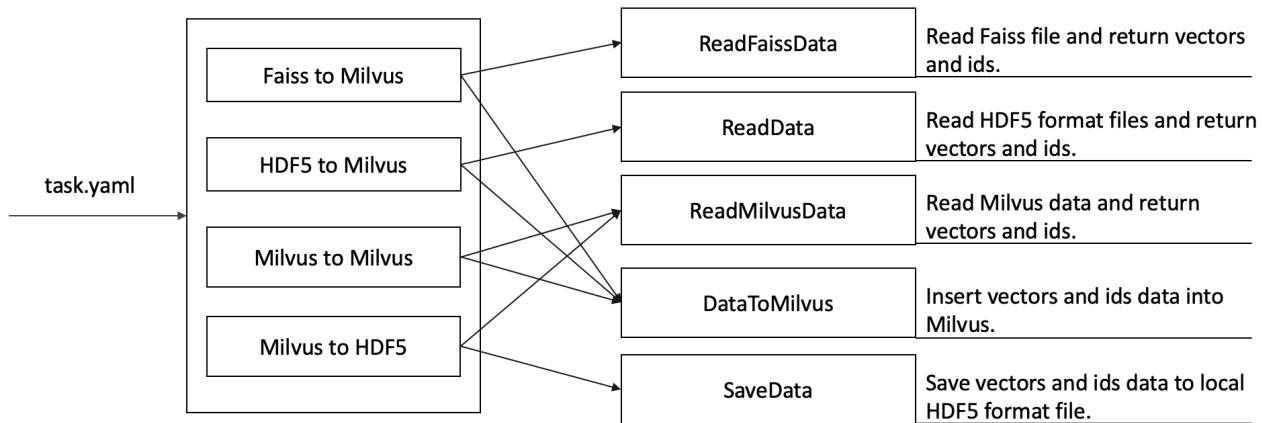 task.yaml
Faiss to Milvus
HDF5 to Milvus
Milvus to Milvus
Milvus to HDF5
ReadFaissData
Read Faiss file and return vectors
and ids.
ReadData
Read HDF5 format files and return
vectors and ids.
ReadMilvusData
Read Milvus data and return
vectors and ids.
DataToMilvus
Insert vectors and ids data into
Milvus.
SaveData
Save vectors and ids data to local
HDF5 format file.